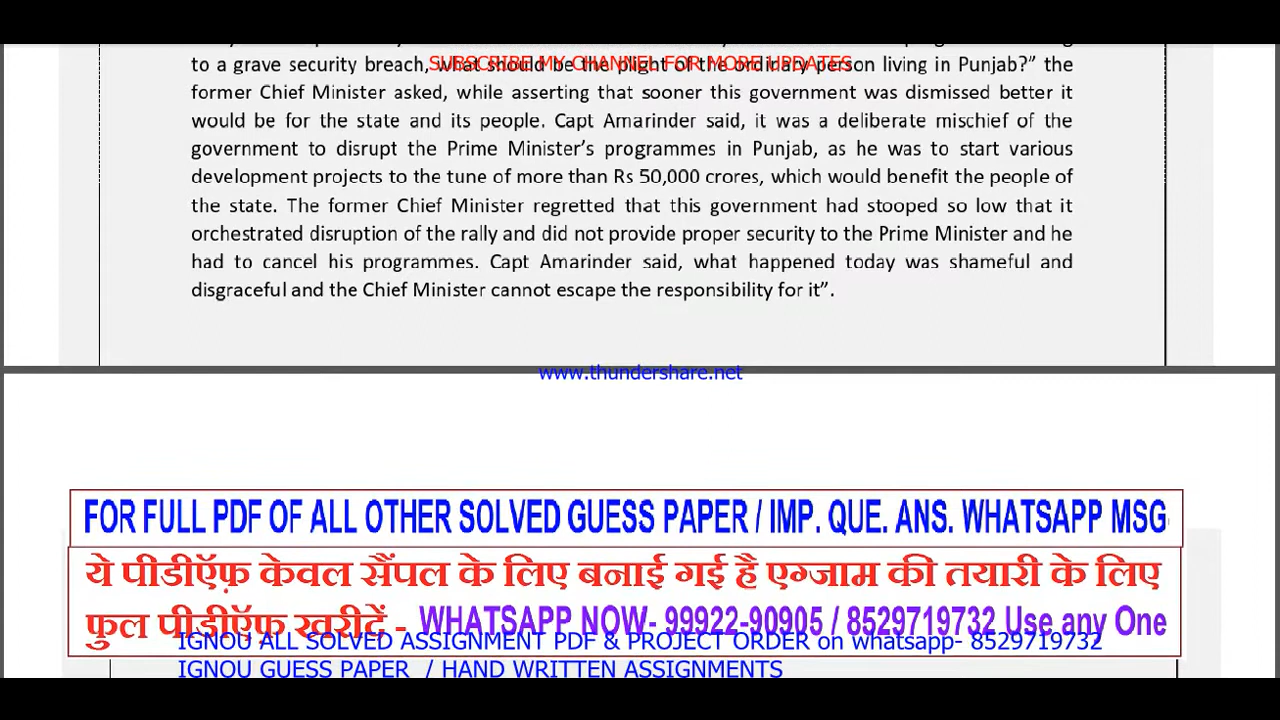 to a grave security breach, what should be the plight of the ordinary person living in Punjab?” the
SUBSCRIBE MY CHANNEL FOR MORE UPDATES.
former Chief Minister asked, while asserting that sooner this government was dismissed better it
would be for the state and its people. Capt Amarinder said, it was a deliberate mischief of the
government to disrupt the Prime Minister’s programmes in Punjab, as he was to start various
development projects to the tune of more than Rs 50,000 crores, which would benefit the people of
the state. The former Chief Minister regretted that this government had stooped so low that it
orchestrated disruption of the rally and did not provide proper security to the Prime Minister and he
had to cancel his programmes. Capt Amarinder said, what happened today was shameful and
disgraceful and the Chief Minister cannot escape the responsibility for it”.
www.thundershare.net
FOR FULL PDF OF ALL OTHER SOLVED GUESS PAPER / IMP. QUE. ANS. WHATSAPP MSG
ये पीडीऍफ़ केवल सैंपल के लिए बनाई गई है एग्जाम की तयारी के लिए
फुल पीडीऍफ़ खरीदें - WHATSAPP NOW- 99922-90905 / 8529719732 Use any One
IGNOU ALL SOLVED ASSIGNMENT PDF & PROJECT ORDER on whatsapp- 8529719732
IGNOU GUESS PAPER / HAND WRITTEN ASSIGNMENTS